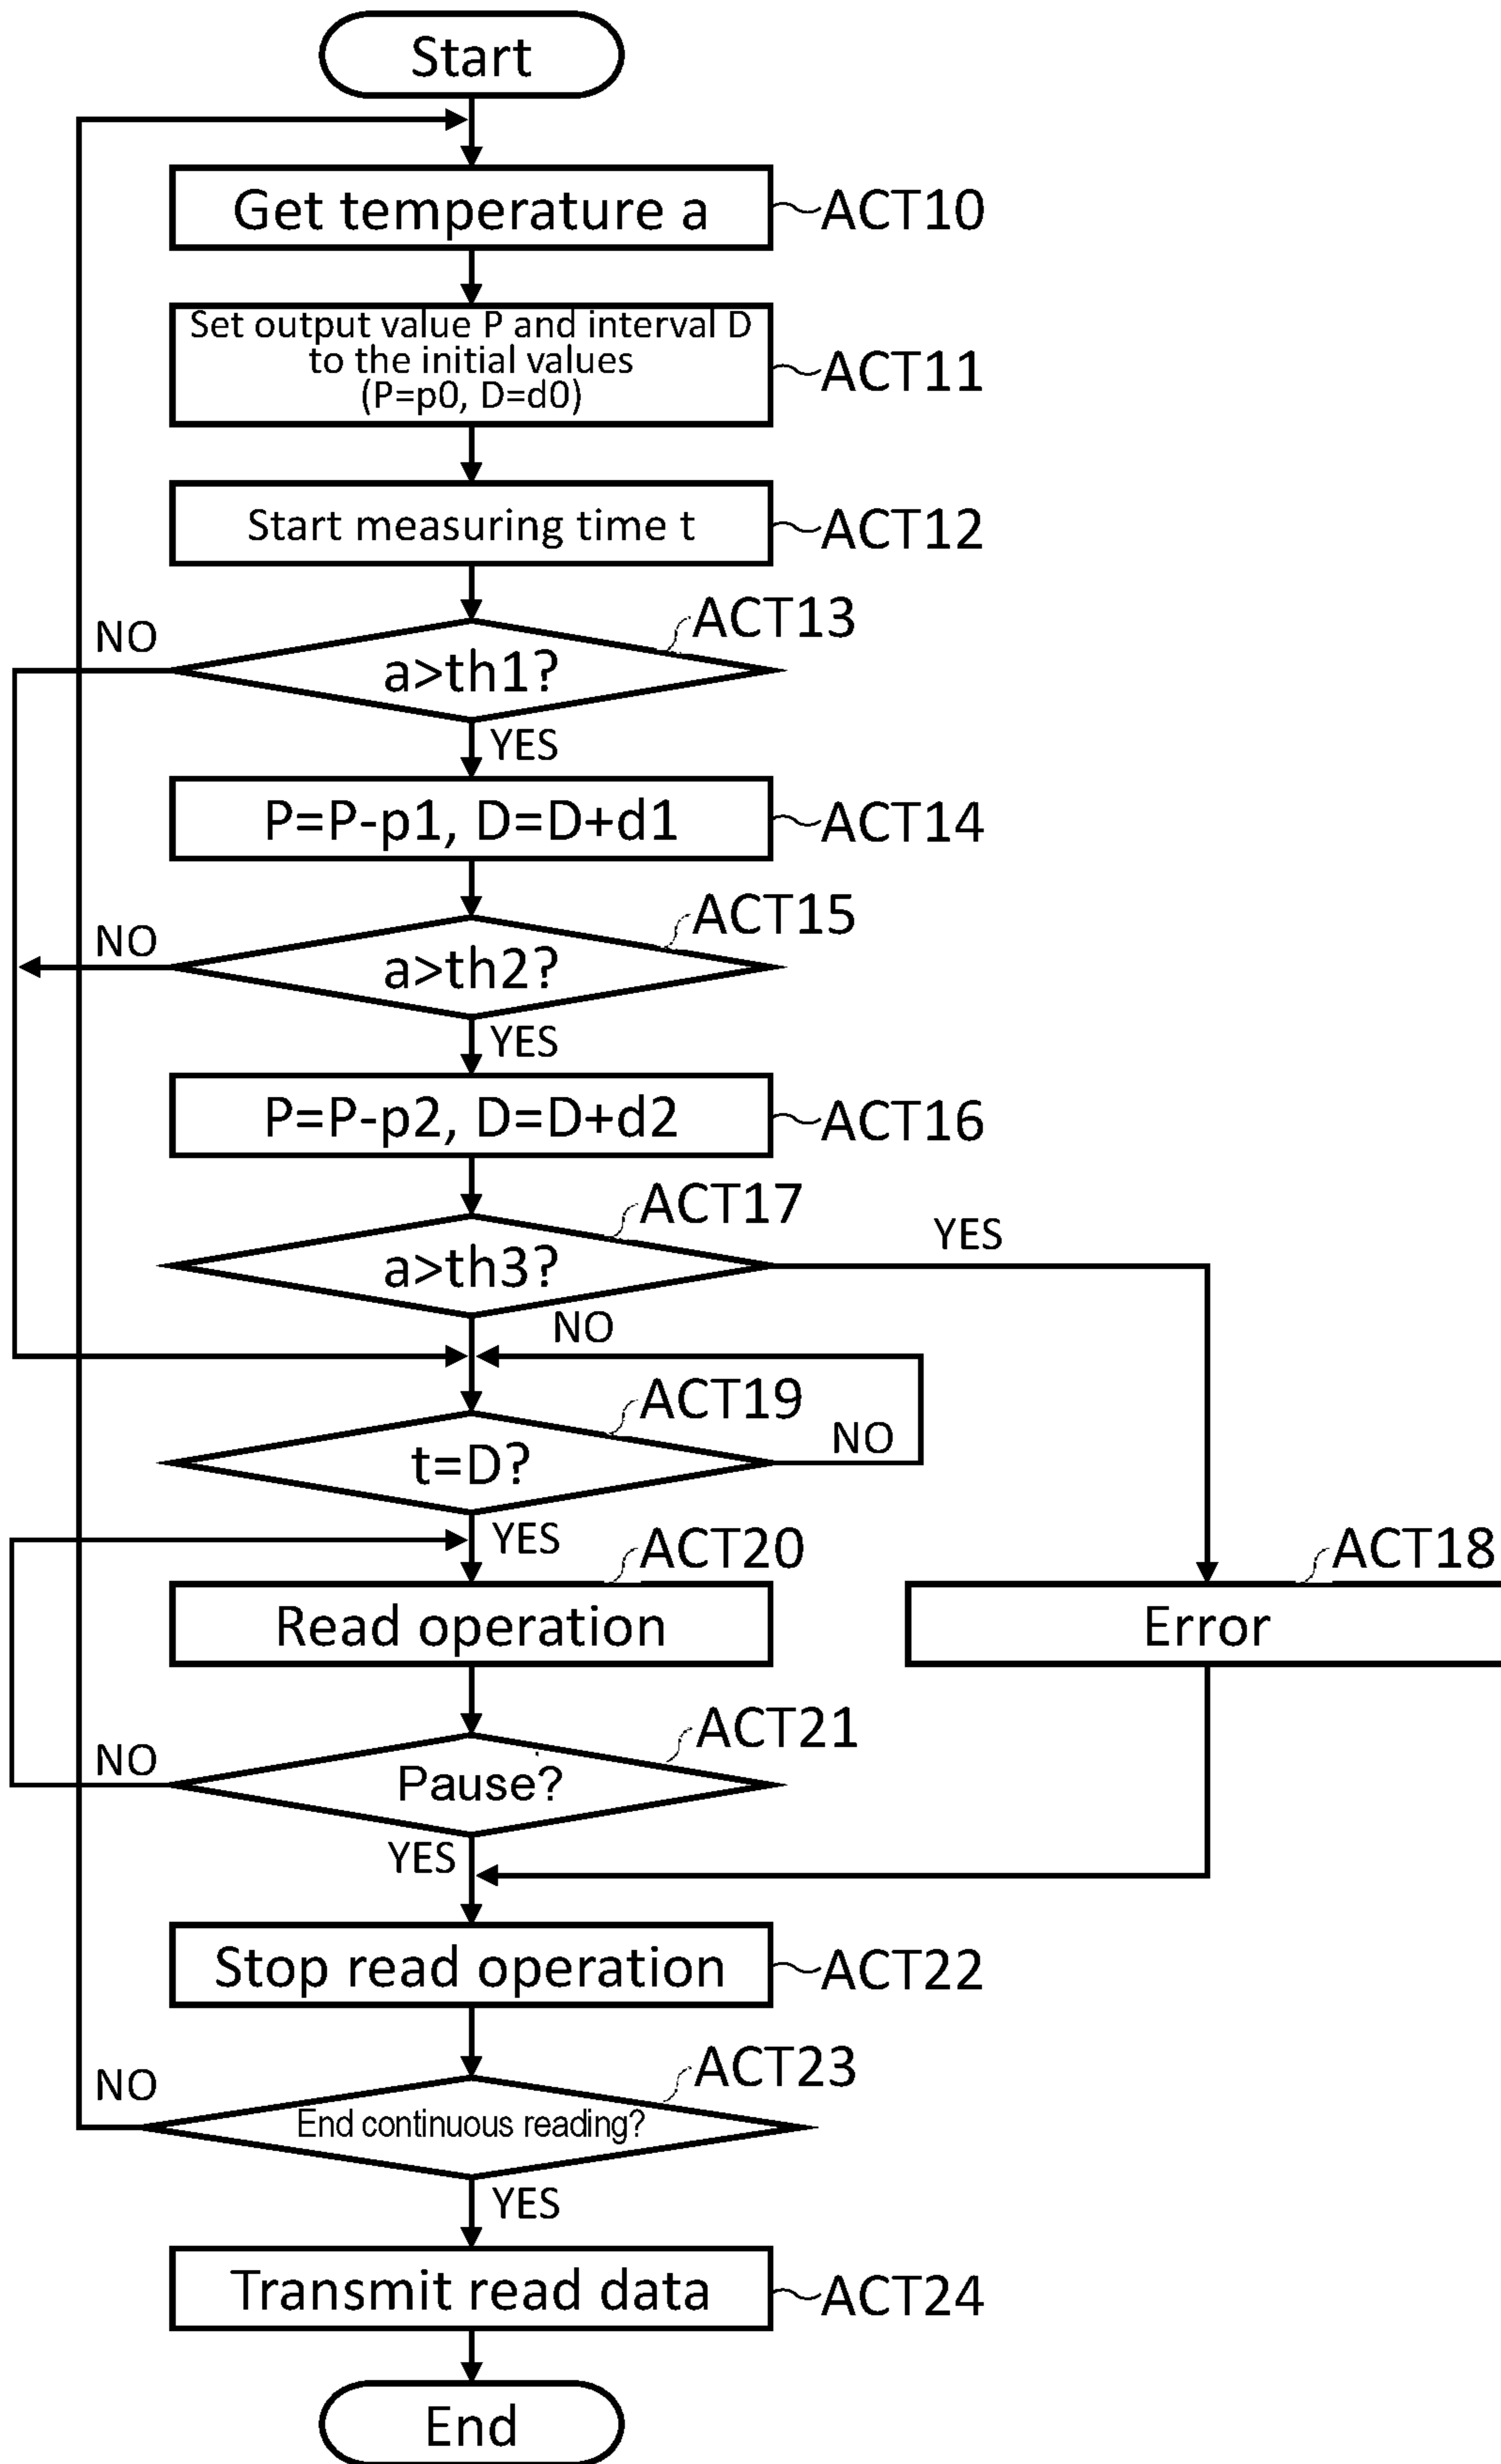 Start
Get temperature a
ACT10
Set output value P and interval D
to the initial values
(P=p0, D=d0)
ACT11
Start measuring time t
ACT12
ACT13
NO
a>th1?
YES
P=P-p1, D=D+d1
ACT14
ACT15
NO
a>th2?
YES
P=P-p2, D=D+d2
ACT16
ACT17
YES
a>th3?
NO
ACT19
NO
t=D?
YES
ACT20
ACT18
Read operation
Error
ACT21
NO
Pause?
YES
Stop read operation
ACT22
ACT23
NO
End continuous reading?
YES
Transmit read data
ACT24
End